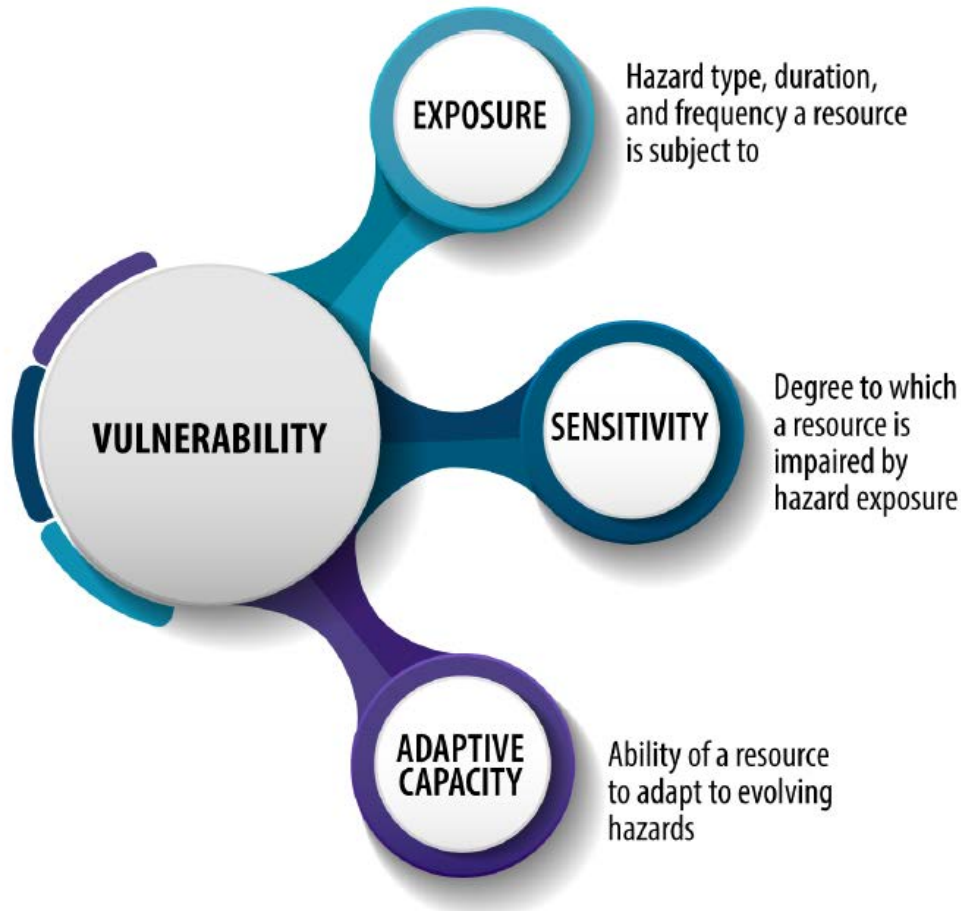 EXPOSURE
Hazard type, duration,
and frequency a resource
is subject to
VULNERABILITY
SENSITIVITY
Degree to which
a resource is
impaired by
hazard exposure
ADAPTIVE
CAPACITY
Ability of a resource
to adapt to evolving
hazards